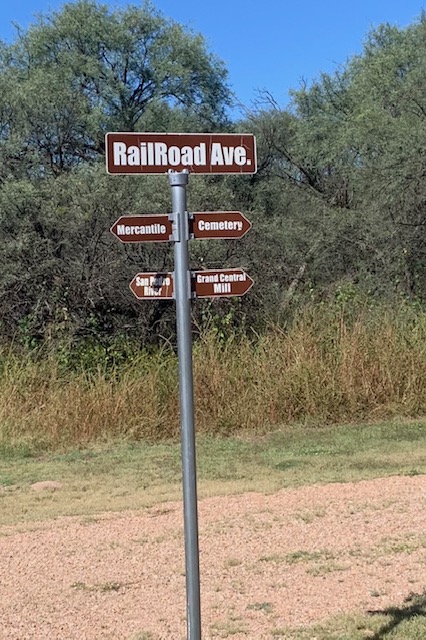 RailRoad Ave.
Mercantile
Cemetery
San Pedro
River
Grand Central
Mill